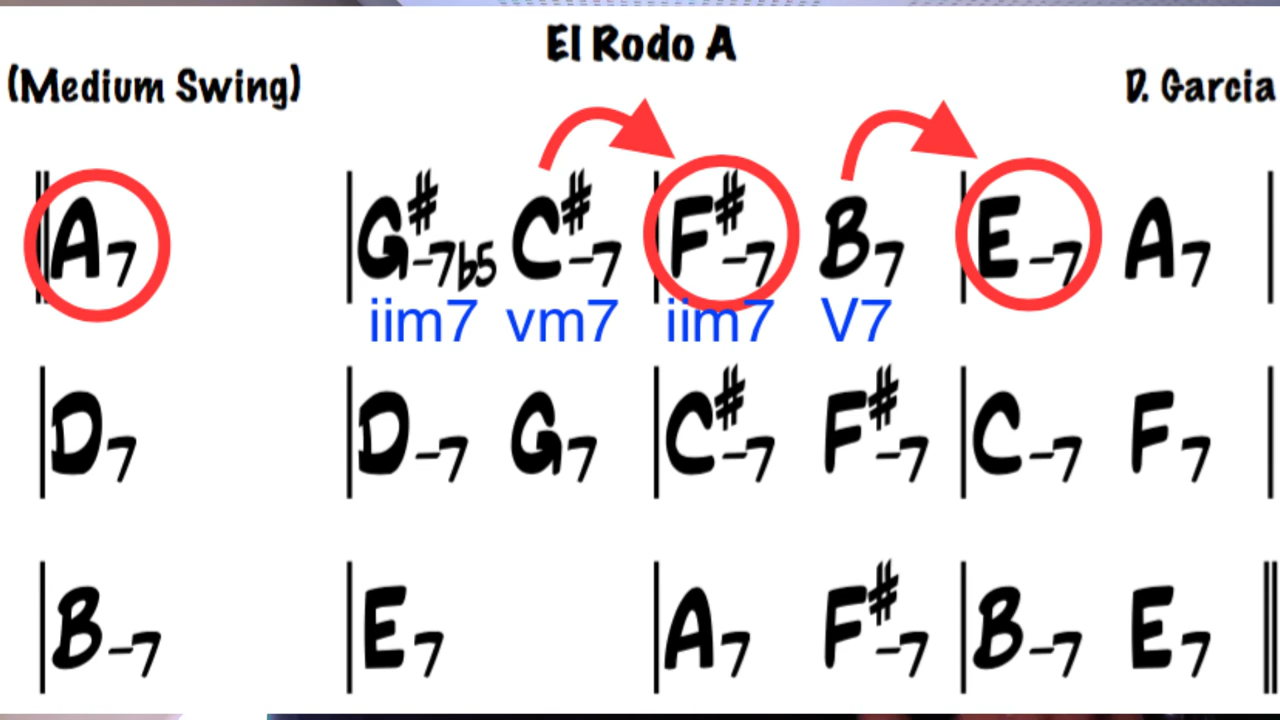 El Rodo A
(Medium Swing)
D. Garcia
A7 G#-7b5 C#-7 F#-7 B7 E-7 A7
iim7 vm7 iim7 V7
D7 D-7 G7 C#-7 F#-7 C-7 F7
B-7 E7 A7 F#-7 B-7 E7